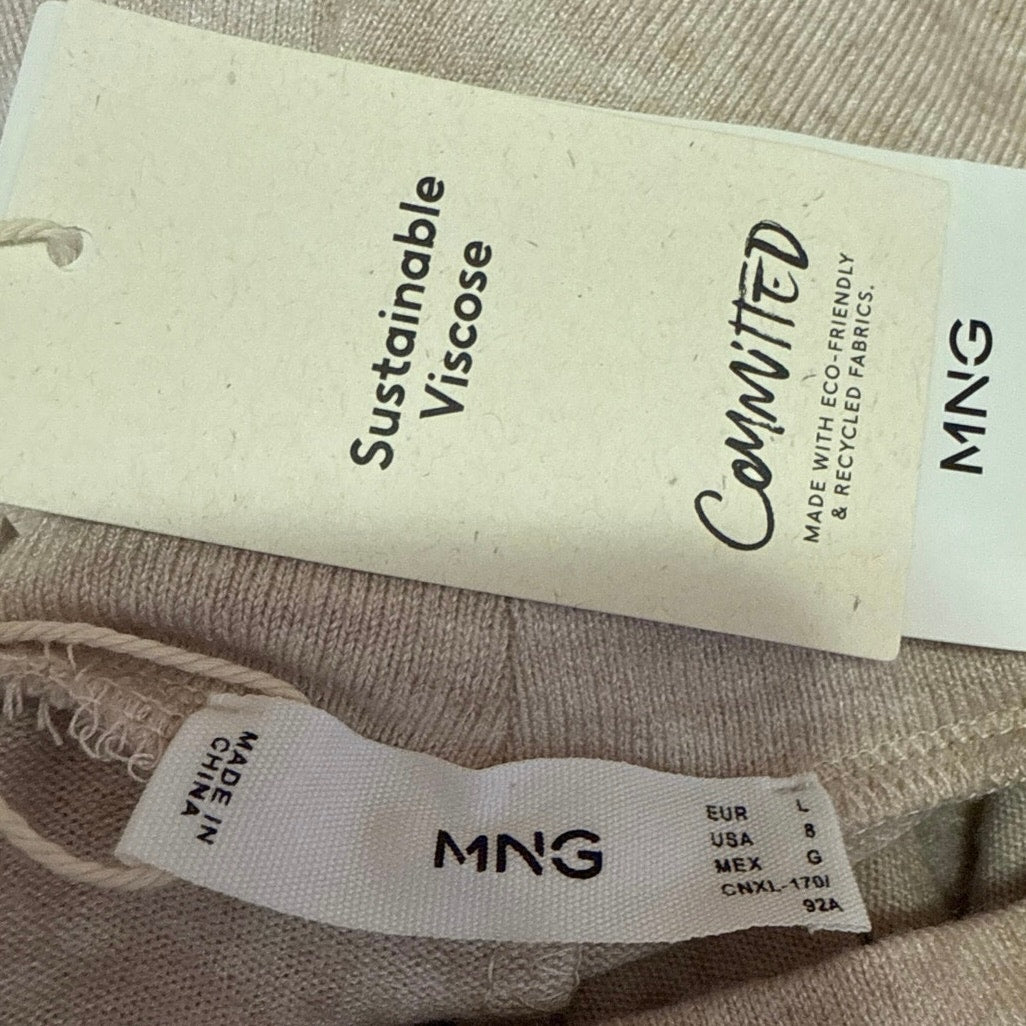 Sustainable
Viscose
COMMITTED
MADE WITH ECO-FRIENDLY
& RECYCLED FABRICS.
MNG
MADE IN
CHINA
MNG
EUR L
USA 8
MEX G
CNXL-170/
92A